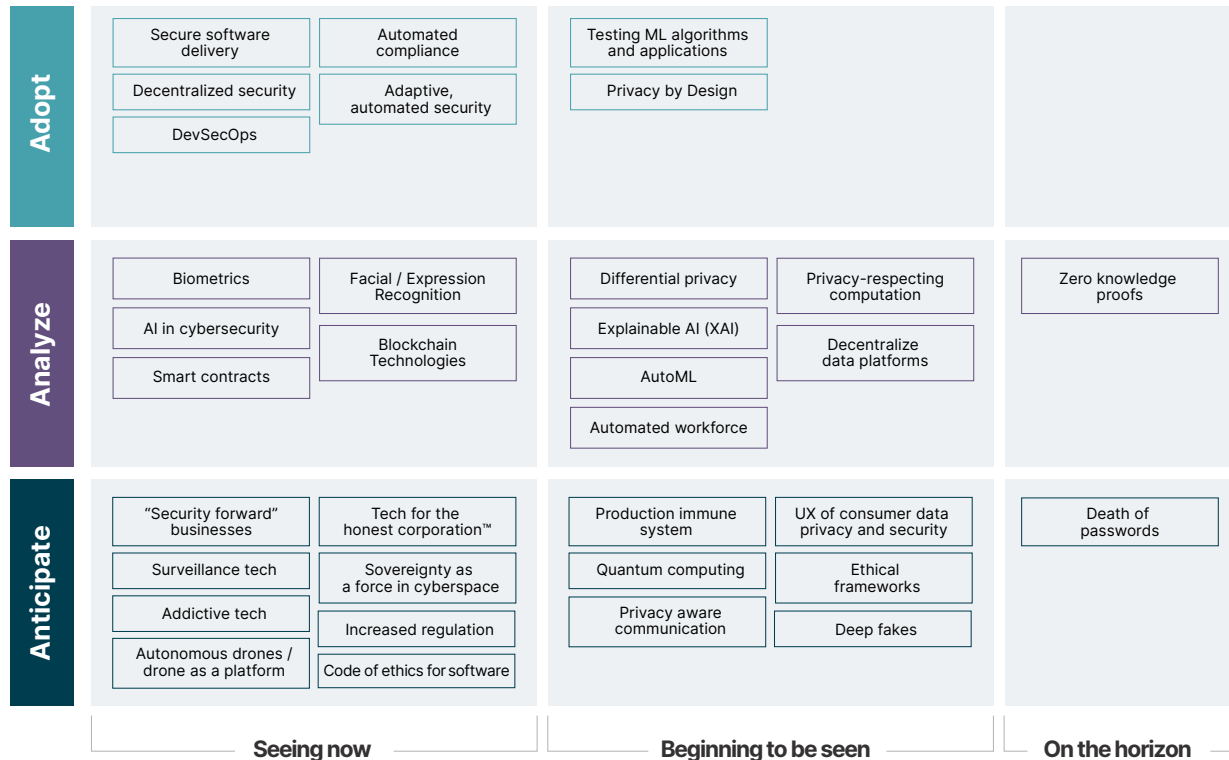 Adopt
Secure software
delivery
Automated
compliance
Decentralized security
Adaptive,
automated security
DevSecOps
Testing ML algorithms
and applications
Privacy by Design
Analyze
Biometrics
Facial / Expression
Recognition
AI in cybersecurity
Blockchain
Technologies
Smart contracts
Differential privacy
Privacy-respecting
computation
Explainable AI (XAI)
Decentralize
data platforms
AutoML
Automated workforce
Zero knowledge
proofs
Anticipate
“Security forward”
businesses
Tech for the
honest corporation™
Surveillance tech
Sovereignty as
a force in cyberspace
Addictive tech
Increased regulation
Autonomous drones /
drone as a platform
Code of ethics for software
Production immune
system
UX of consumer data
privacy and security
Quantum computing
Ethical
frameworks
Privacy aware
communication
Deep fakes
Death of
passwords
Seeing now
Beginning to be seen
On the horizon